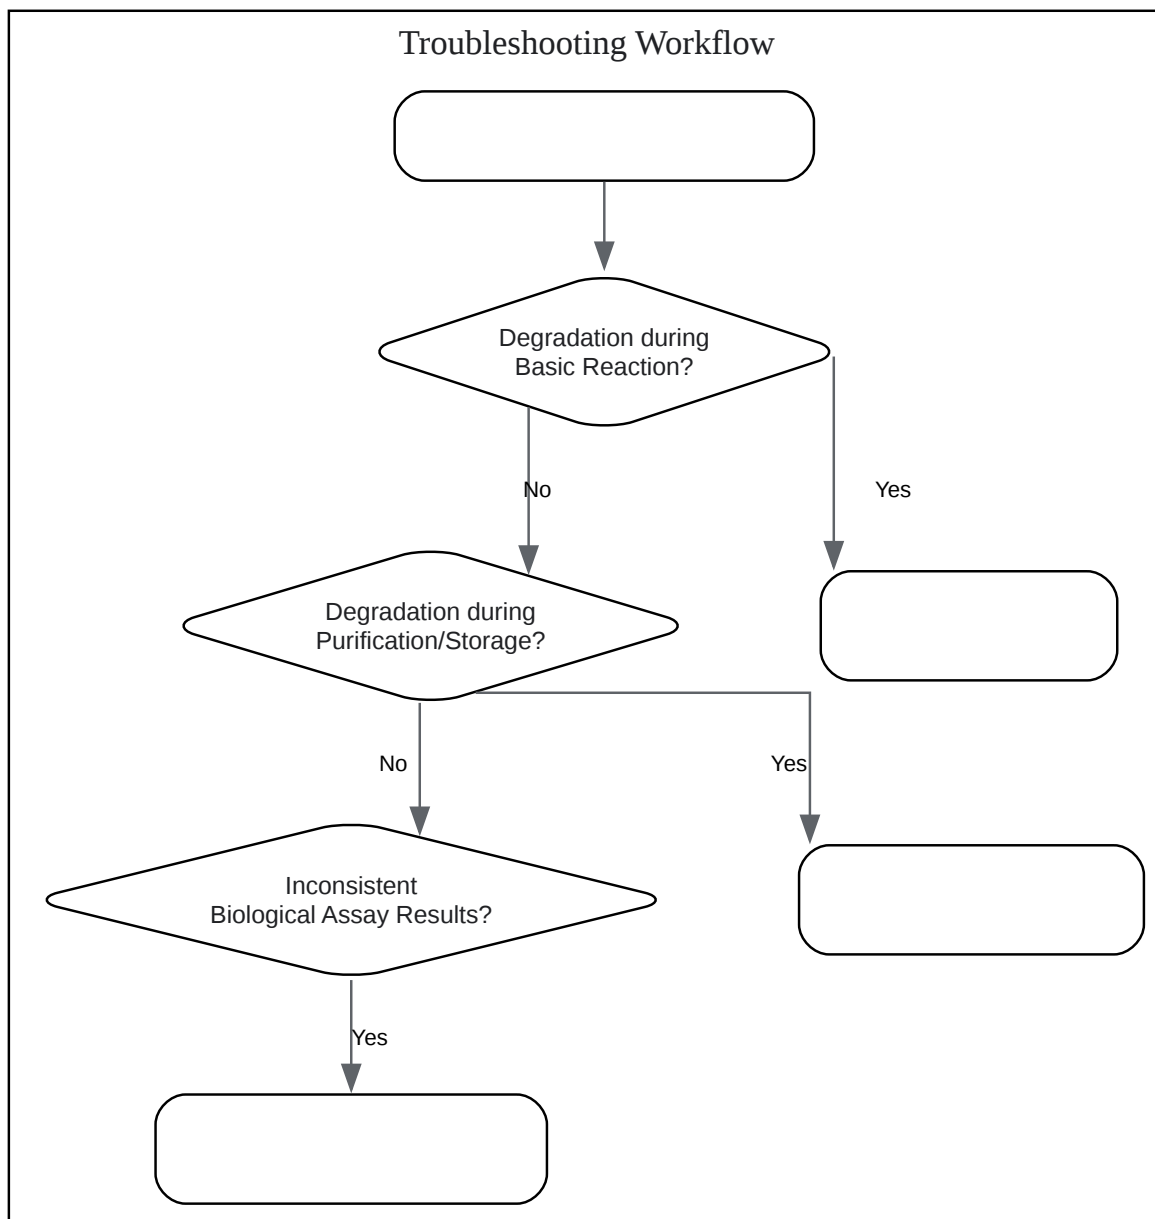 Troubleshooting Workflow
Degradation during
Basic Reaction?
No
Yes
Degradation during
Purification/Storage?
No
Yes
Inconsistent
Biological Assay Results?
Yes